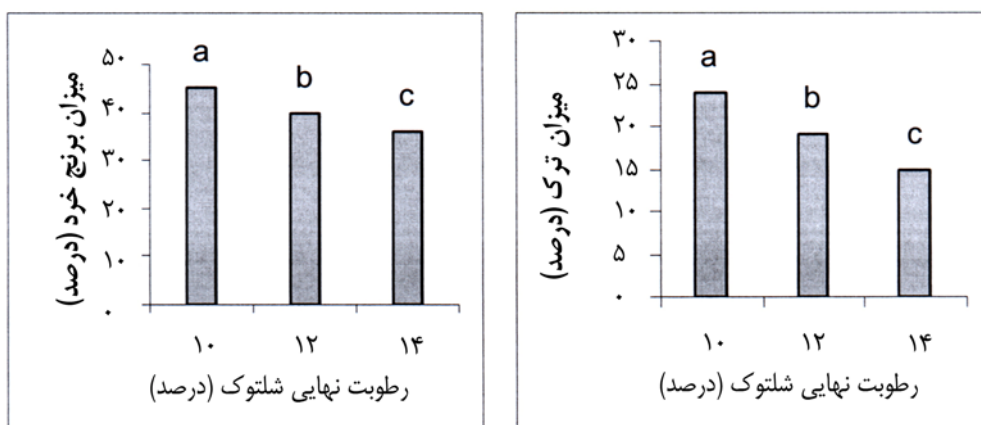 میزان برنج خرد (درصد)
۵۰
۴۰
۳۰
۲۰
۱۰
۰
a
b
c
۱۰ ۱۲ ۱۴
رطوبت نهایی شلتوک (درصد)
میزان ترک (درصد)
۳۰
۲۵
۲۰
۱۵
۱۰
۵
۰
a
b
c
۱۰ ۱۲ ۱۴
رطوبت نهایی شلتوک (درصد)